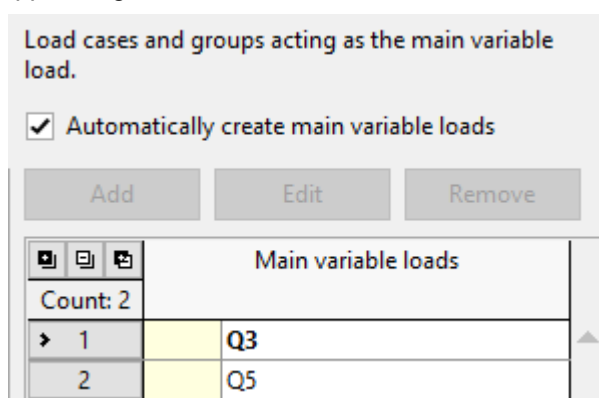 Load cases and groups acting as the main variable
load.
Automatically create main variable loads
Add Edit Remove
Main variable loads
Count: 2
1 Q3
2 Q5